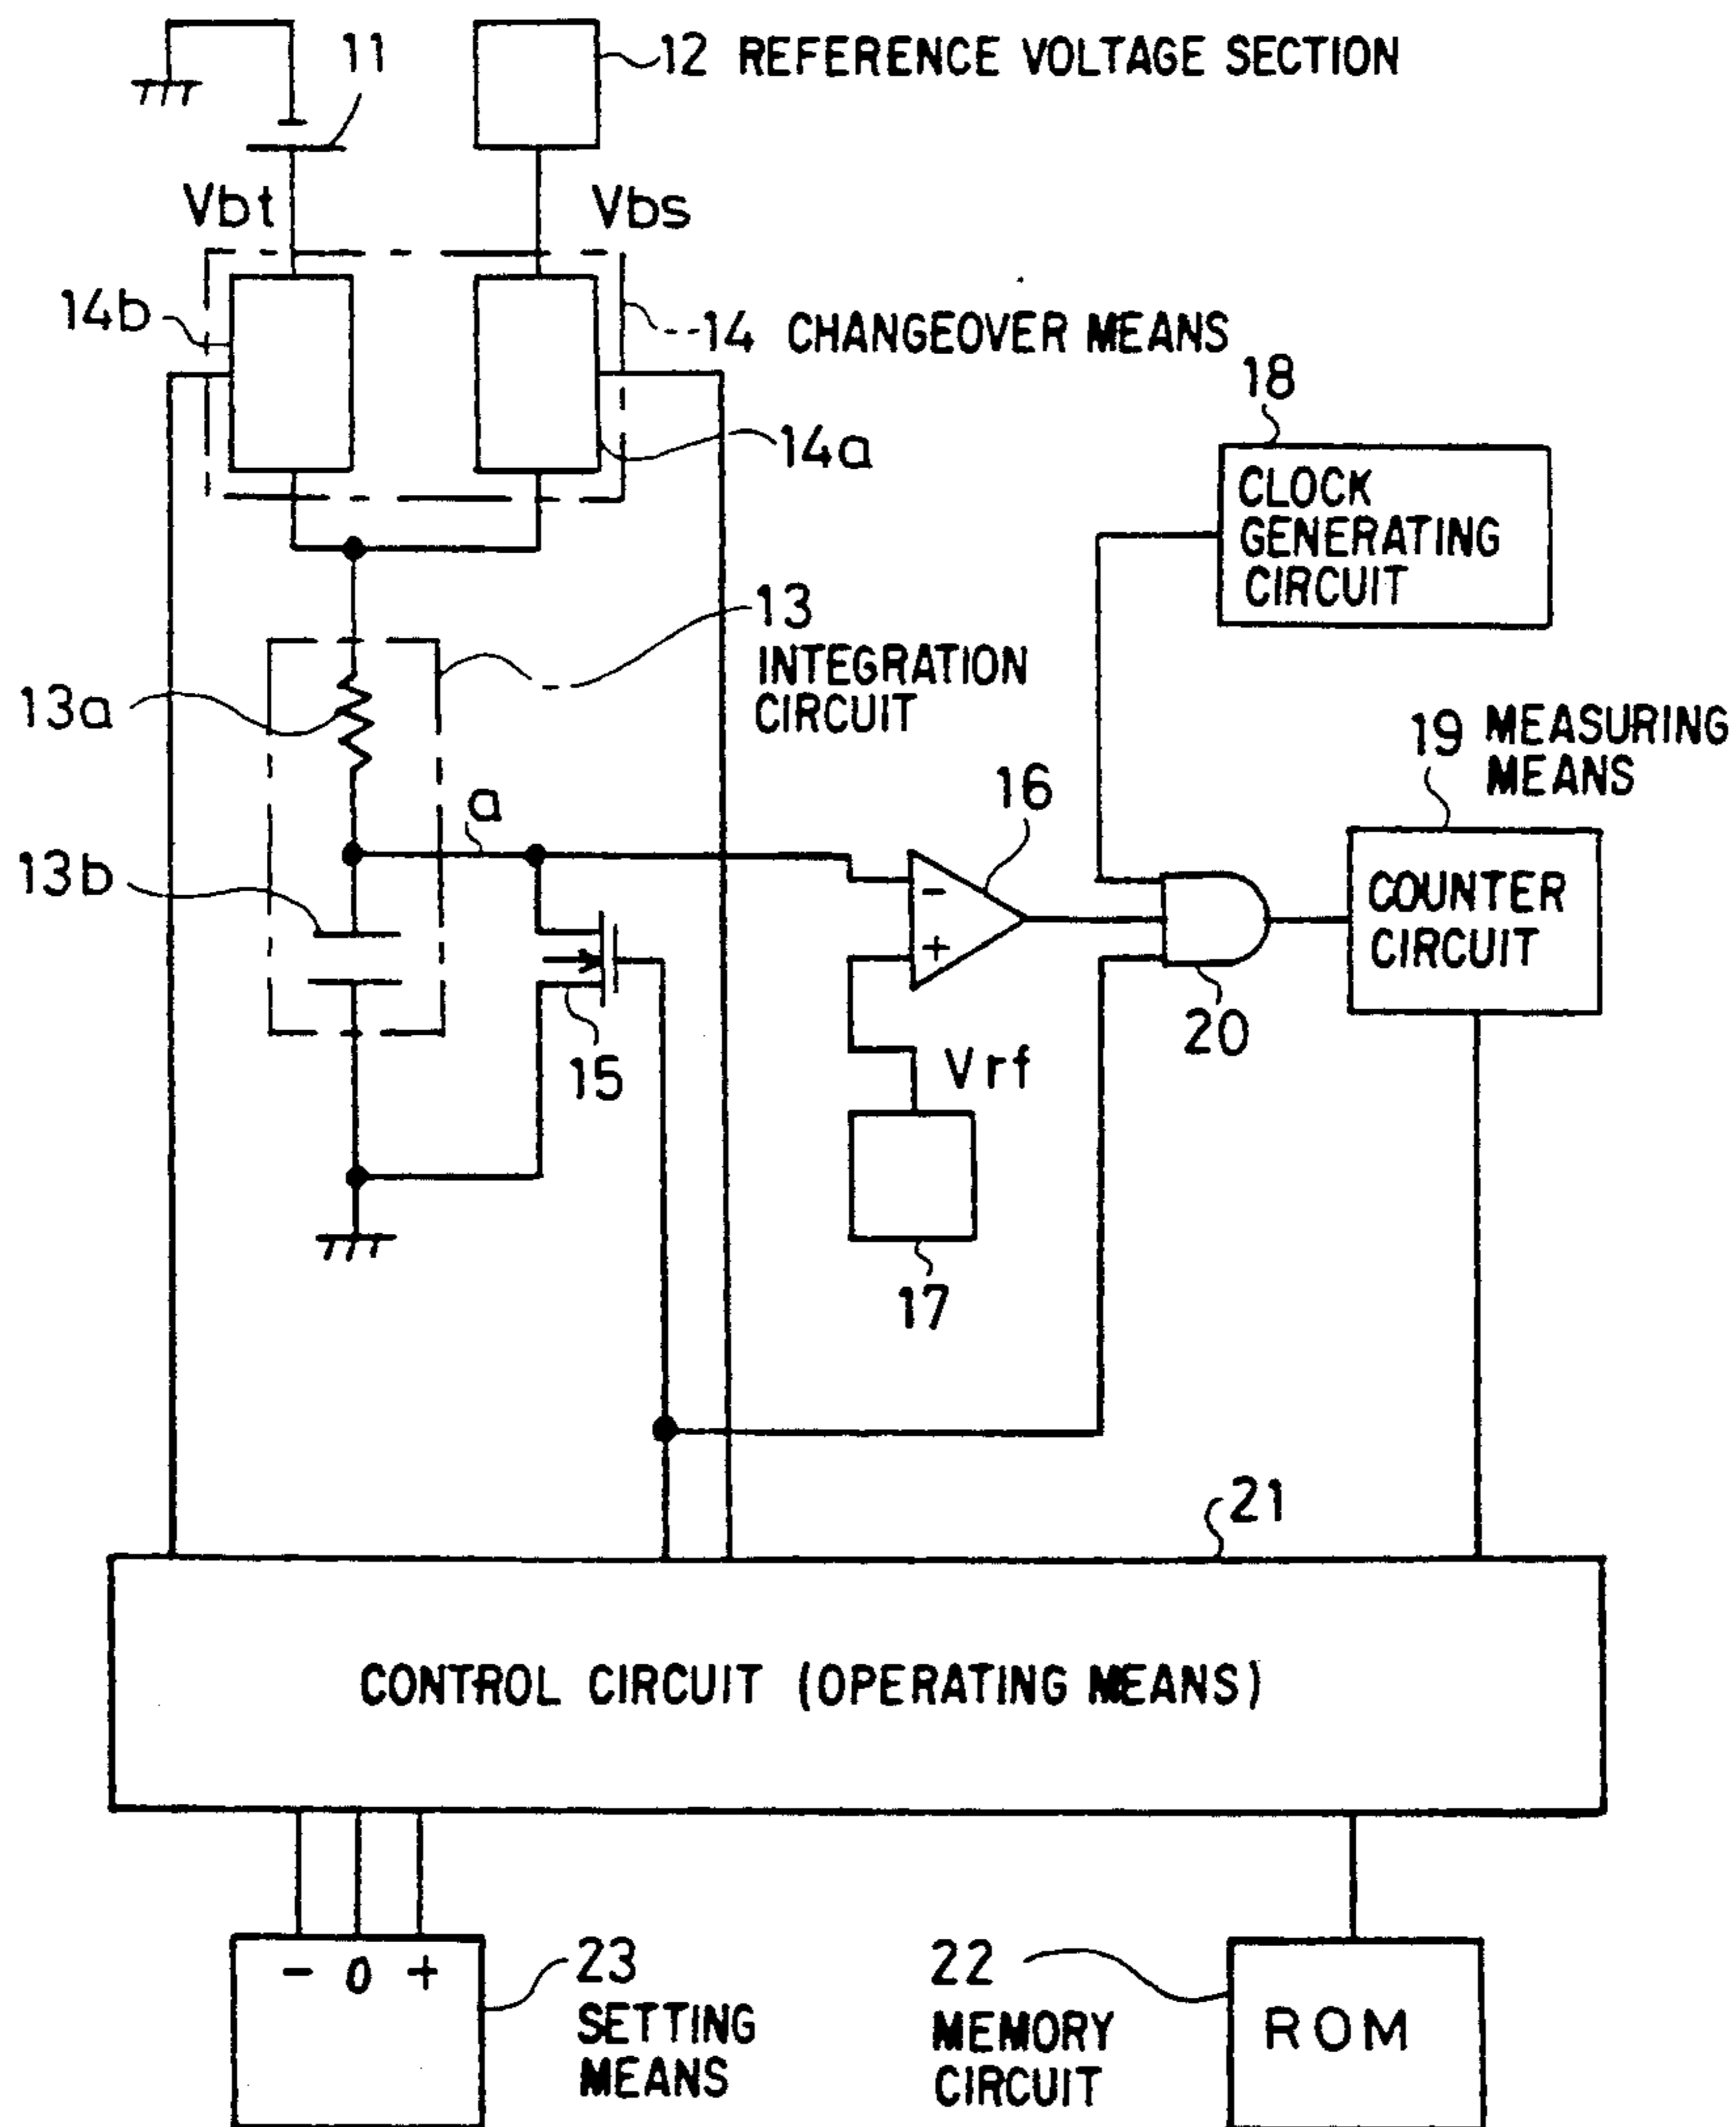 11
12 REFERENCE VOLTAGE SECTION
Vbt
Vbs
14b
14 CHANGEOVER MEANS
14a
18
CLOCK
GENERATING
CIRCUIT
13
INTEGRATION
CIRCUIT
13a
19 MEASURING
MEANS
a
16
13b
-
+
COUNTER
CIRCUIT
15
20
Vrf
17
21
CONTROL CIRCUIT (OPERATING MEANS)
- 0 +
23
SETTING
MEANS
22
MEMORY
CIRCUIT
ROM